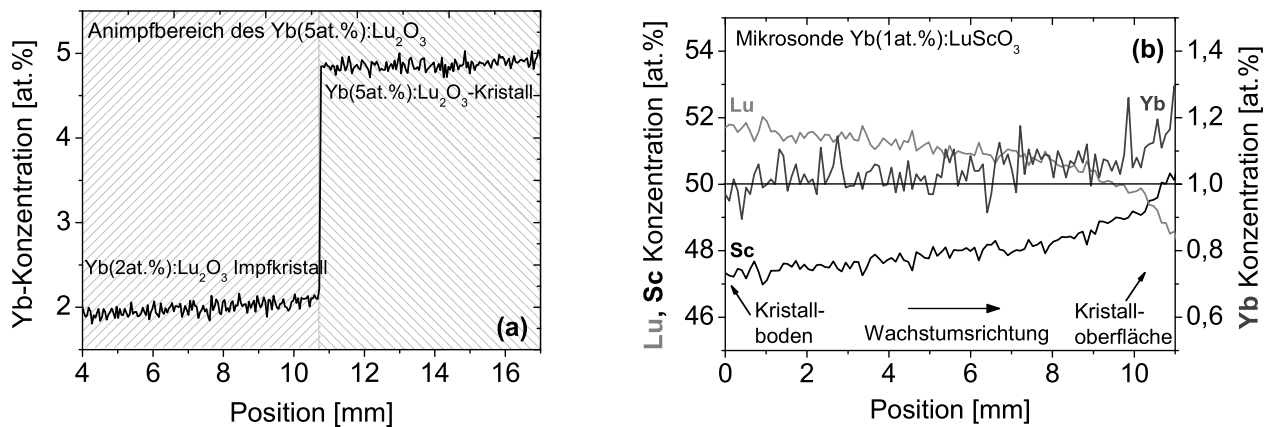 Animpfbereich des Yb(5at.%):Lu₂O₃
Yb(5at.%):Lu₂O₃-Kristall
Yb(2at.%):Lu₂O₃ Impfkristall
(a)
Yb-Konzentration [at.%]
5
4
3
2
4 6 8 10 12 14 16
Position [mm]
Mikrosonde Yb(1at.%):LuScO₃
(b)
Lu
Yb
Sc
Kristall-
boden
Wachstumsrichtung
Kristall-
oberfläche
Lu, Sc Konzentration [at.%]
54
52
50
48
46
Yb Konzentration [at.%]
1,4
1,2
1,0
0,8
0,6
0 2 4 6 8 10
Position [mm]